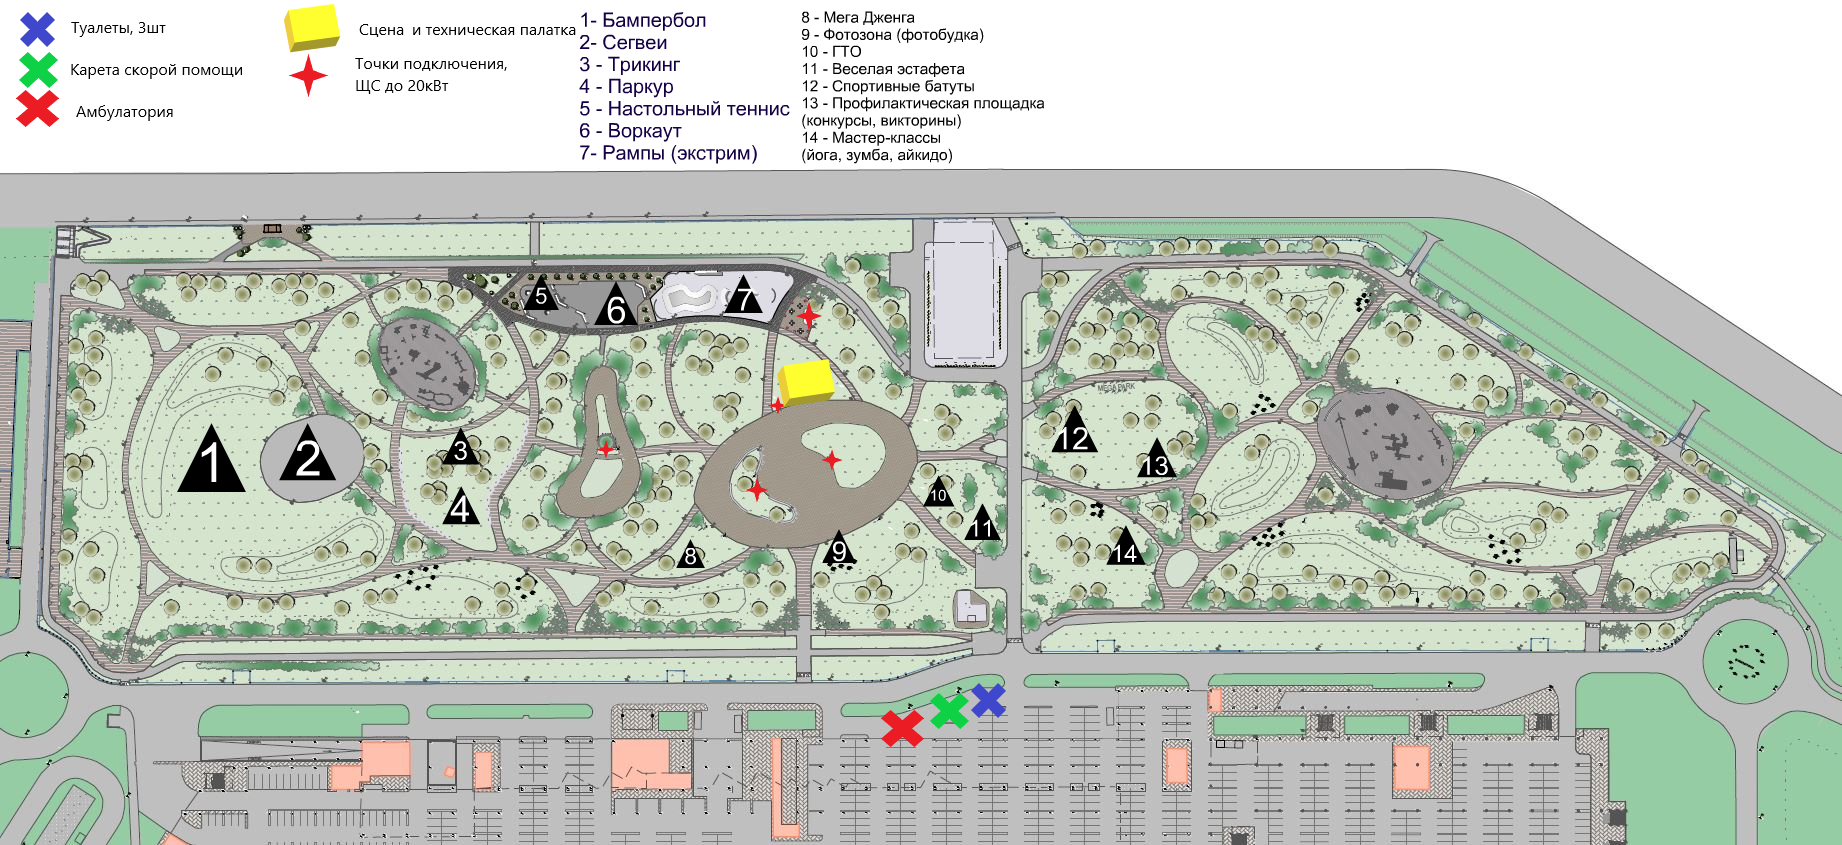 Туалеты, 3шт
Карета скорой помощи
Амбулатория
Сцена и техническая палатка
Точки подключения,
ЩС до 20кВт
1- Бампербол
2- Сегвеи
3 - Трикинг
4 - Паркур
5 - Настольный теннис
6 - Воркаут
7- Рампы (экстрим)
8 - Мега Дженга
9 - Фотозона (фотобудка)
10 - ГТО
11 - Веселая эстафета
12 - Спортивные батуты
13 - Профилактическая площадка
(конкурсы, викторины)
14 - Мастер-классы
(йога, зумба, айкидо)
5
6
7
MEGA PARK
1
2
3
4
12
13
10
11
8
9
14